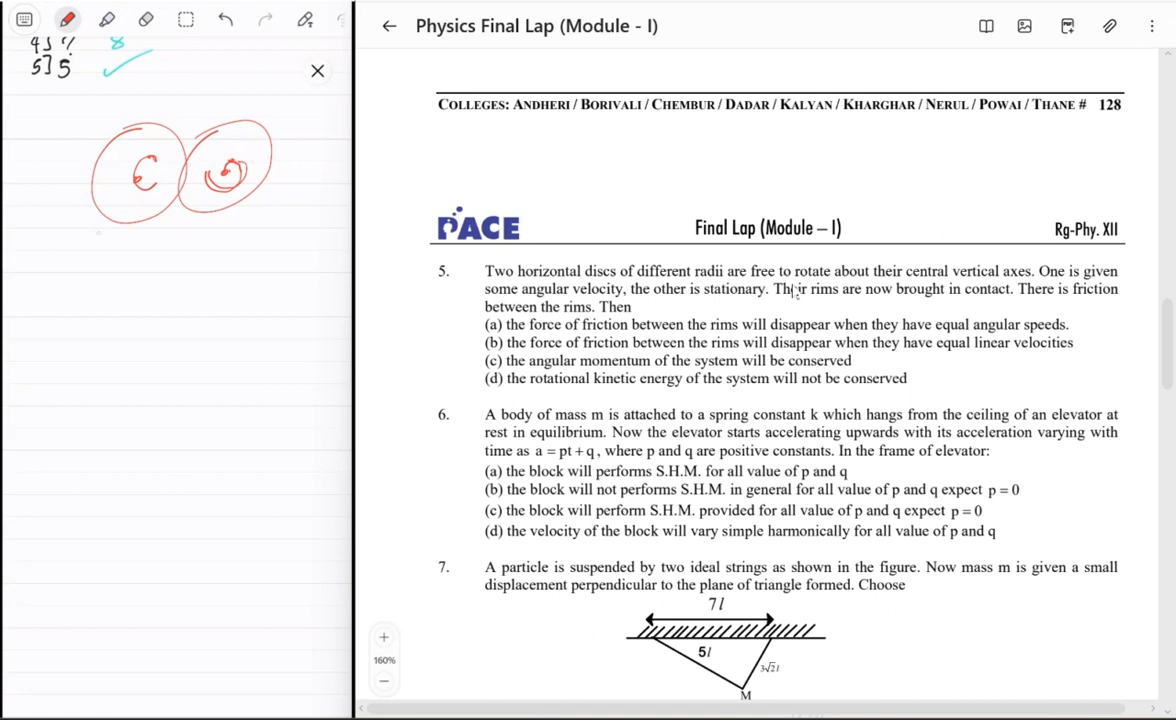 Physics Final Lap (Module - I)
5] 5
COLLEGES: ANDHERI / BORIVALI / CHEMBUR / DADAR / KALYAN / KHARGHAR / NERUL / POWAI / THANE # 128
PACE
Final Lap (Module – I)
Rg-Phy. XII
5. Two horizontal discs of different radii are free to rotate about their central vertical axes. One is given
some angular velocity, the other is stationary. Their rims are now brought in contact. There is friction
between the rims. Then
(a) the force of friction between the rims will disappear when they have equal angular speeds.
(b) the force of friction between the rims will disappear when they have equal linear velocities
(c) the angular momentum of the system will be conserved
(d) the rotational kinetic energy of the system will not be conserved
6. A body of mass m is attached to a spring constant k which hangs from the ceiling of an elevator at
rest in equilibrium. Now the elevator starts accelerating upwards with its acceleration varying with
time as a = pt + q, where p and q are positive constants. In the frame of elevator:
(a) the block will performs S.H.M. for all value of p and q
(b) the block will not performs S.H.M. in general for all value of p and q expect p = 0
(c) the block will perform S.H.M. provided for all value of p and q expect p = 0
(d) the velocity of the block will vary simple harmonically for all value of p and q
7. A particle is suspended by two ideal strings as shown in the figure. Now mass m is given a small
displacement perpendicular to the plane of triangle formed. Choose
7l
5l
3√2l
M
160%